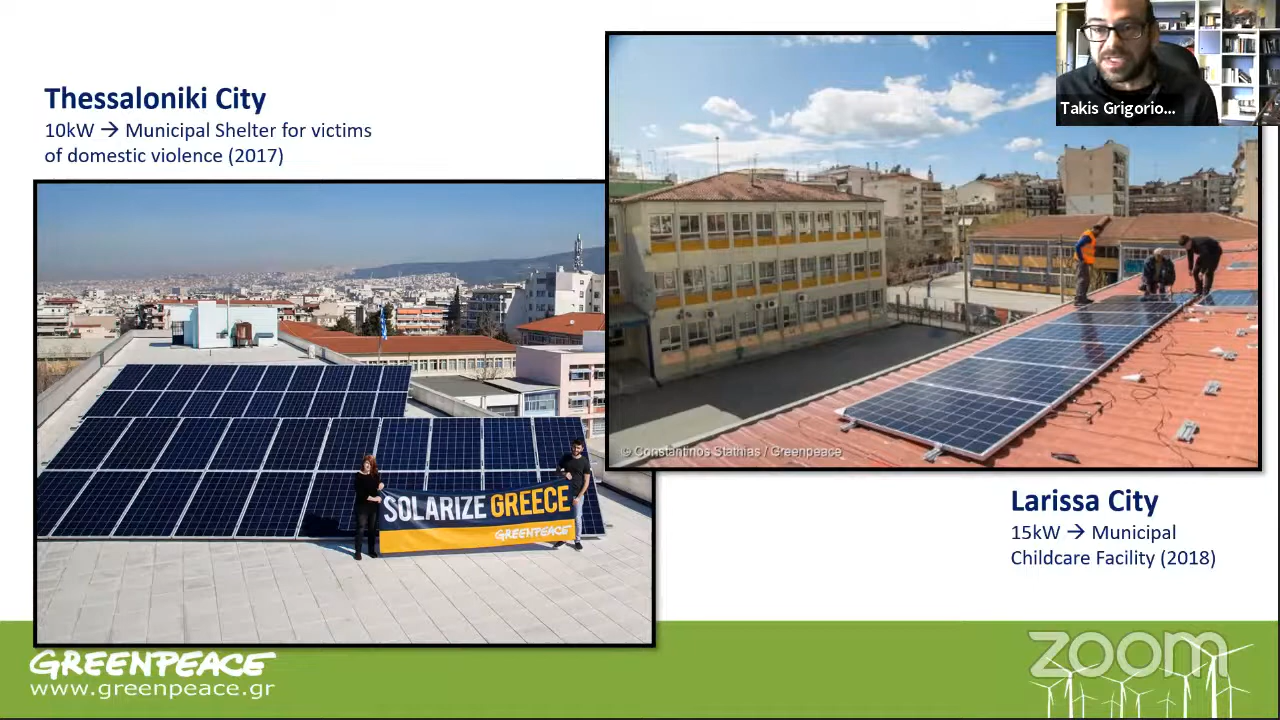 Thessaloniki City
10kW → Municipal Shelter for victims
of domestic violence (2017)
Takis Grigorio...
SOLARIZE GREECE
GREENPEACE
© Constantinos Stathias / Greenpeace
Larissa City
15kW → Municipal
Childcare Facility (2018)
GREENPEACE
www.greenpeace.gr
zoom